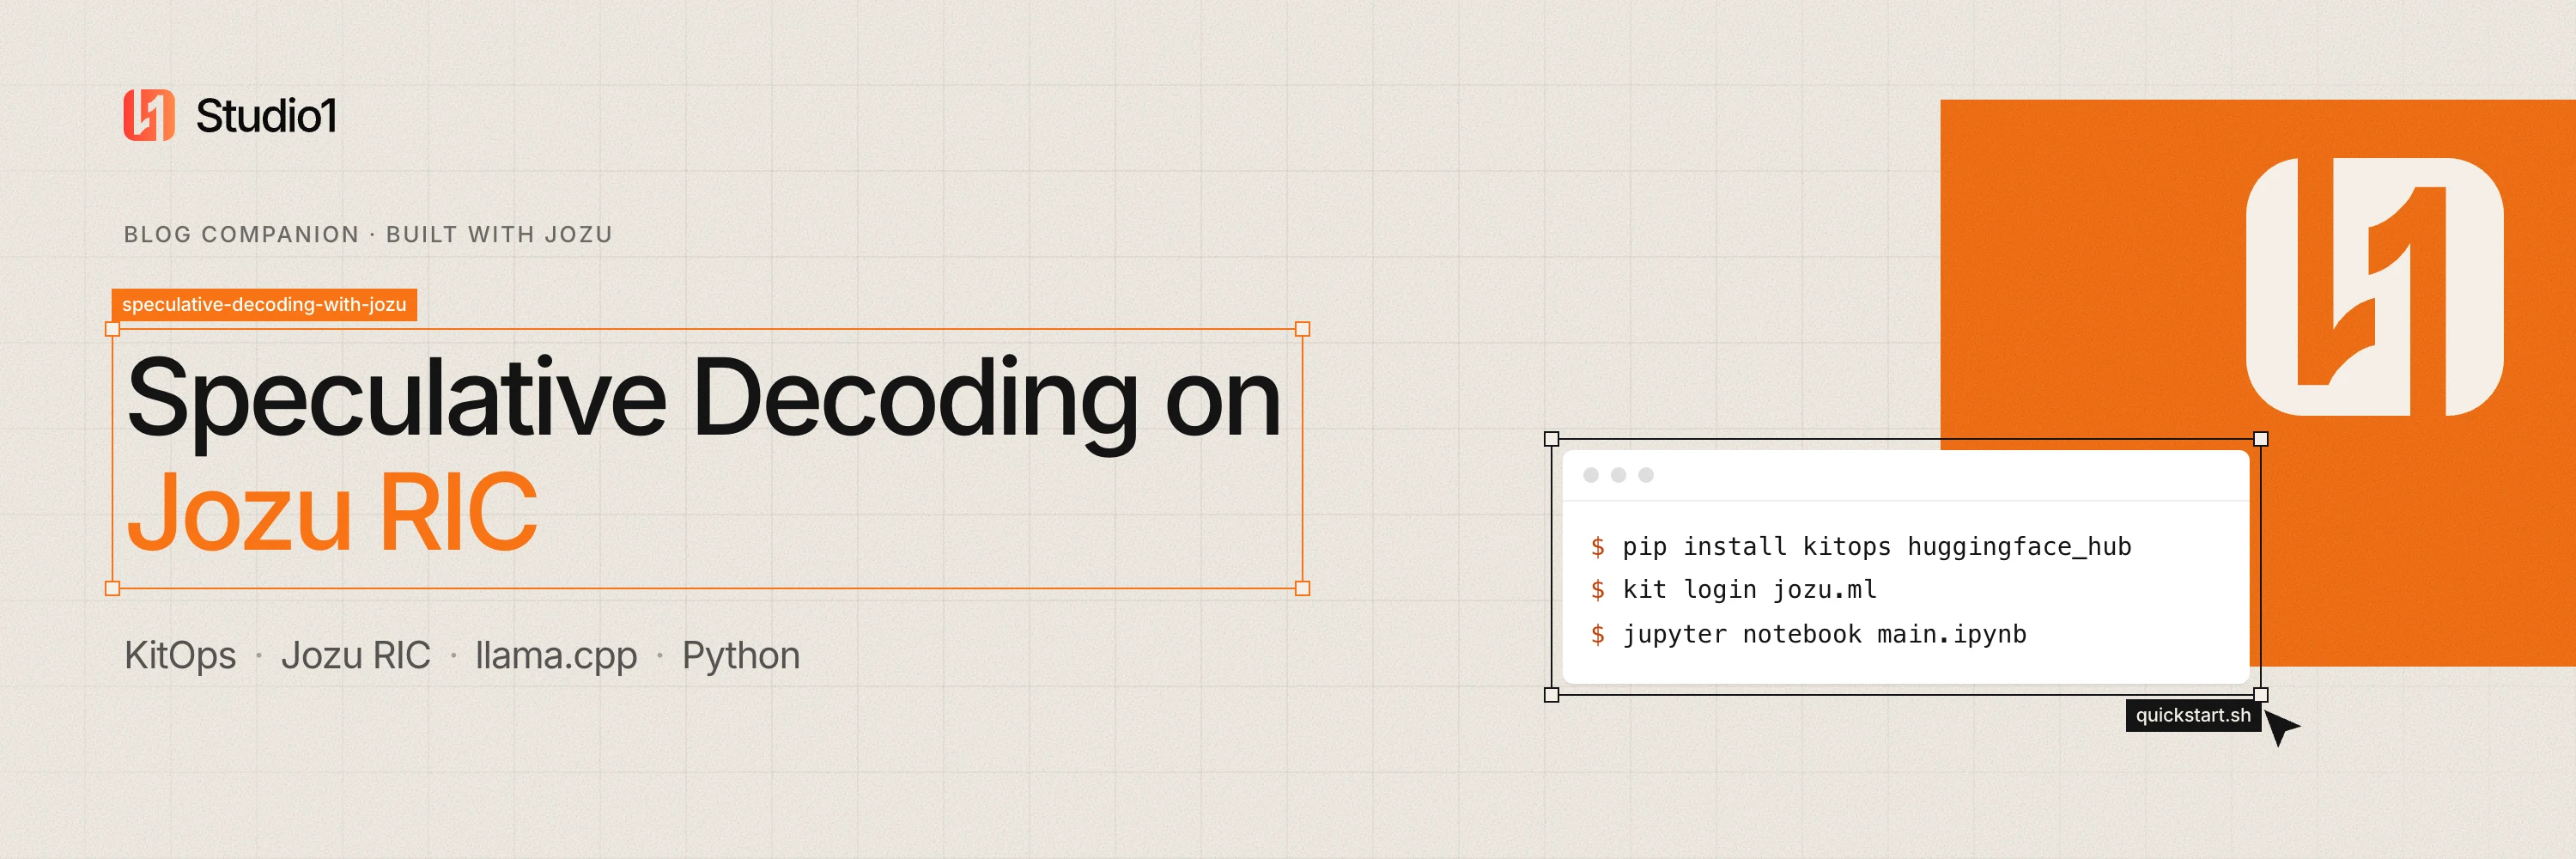 Studio1
BLOG COMPANION · BUILT WITH JOZU
speculative-decoding-with-jozu
Speculative Decoding on
Jozu RIC
KitOps · Jozu RIC · llama.cpp · Python
$ pip install kitops huggingface_hub
$ kit login jozu.ml
$ jupyter notebook main.ipynb
quickstart.sh